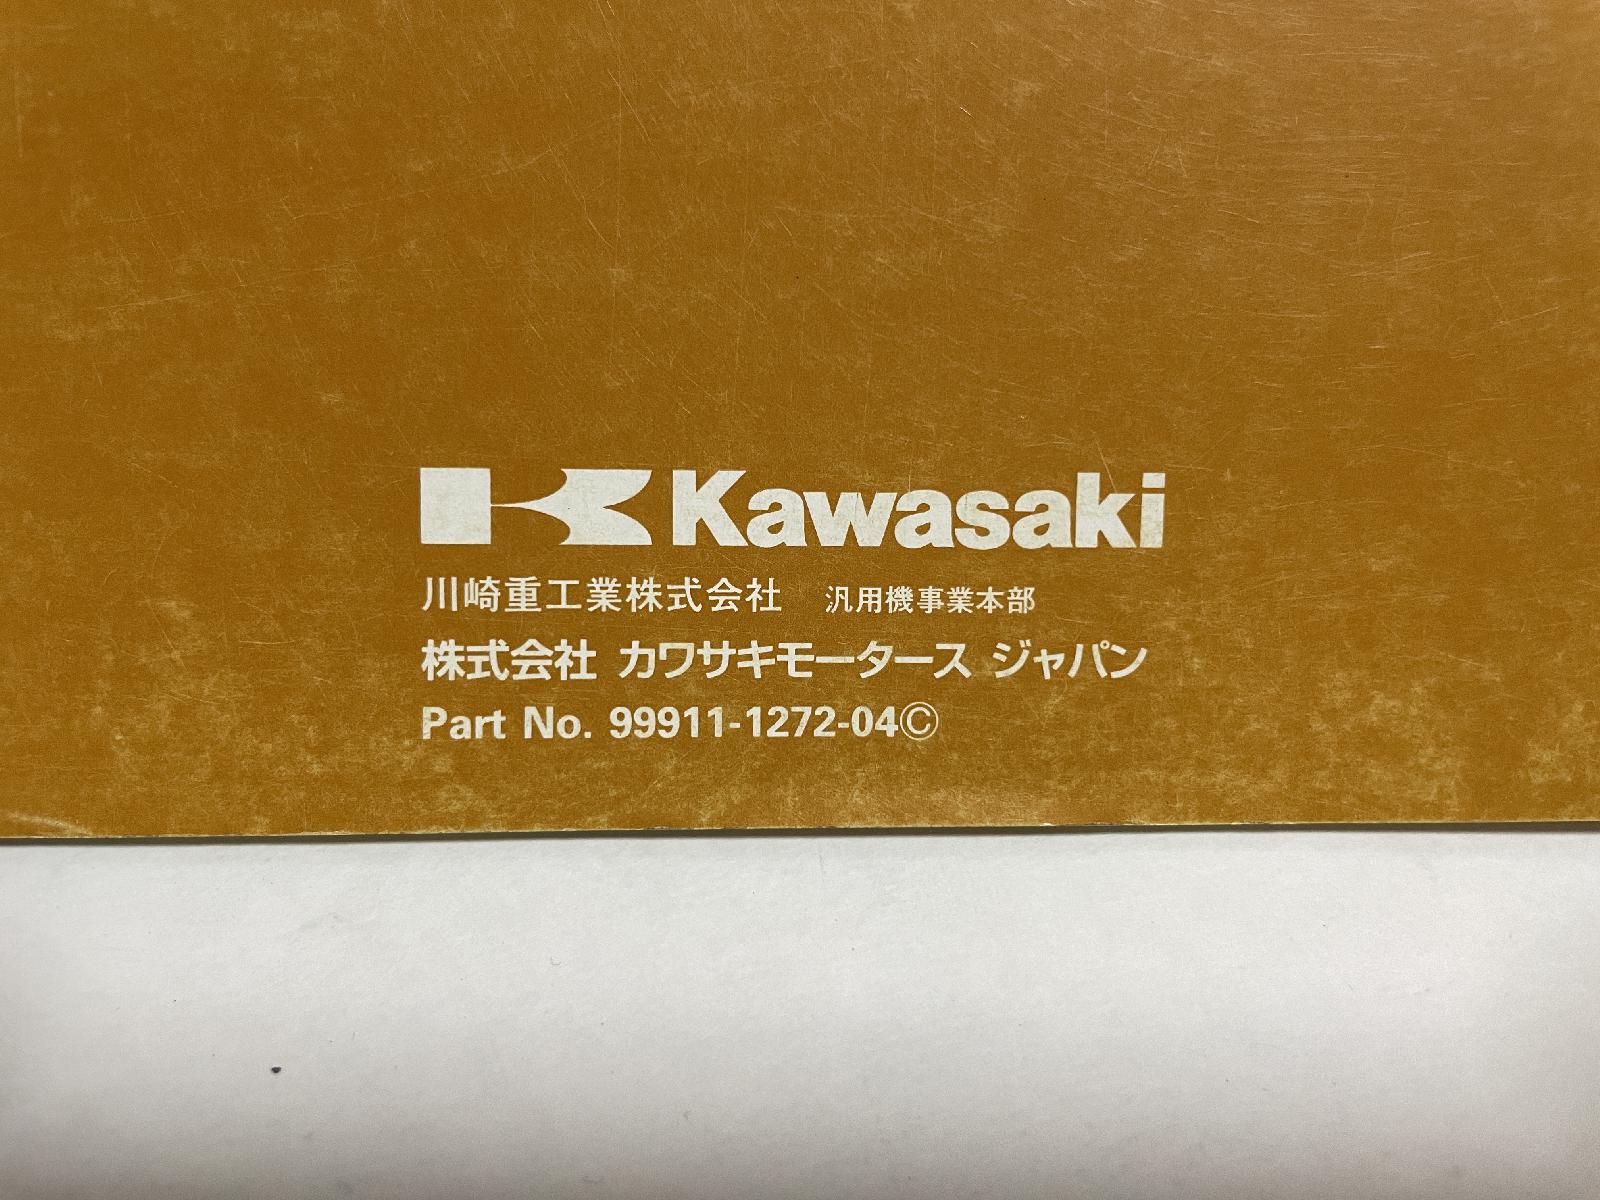 Kawasaki
川崎重工業株式会社 汎用機事業本部
株式会社 カワサキモータース ジャパン
Part No. 99911-1272-04©